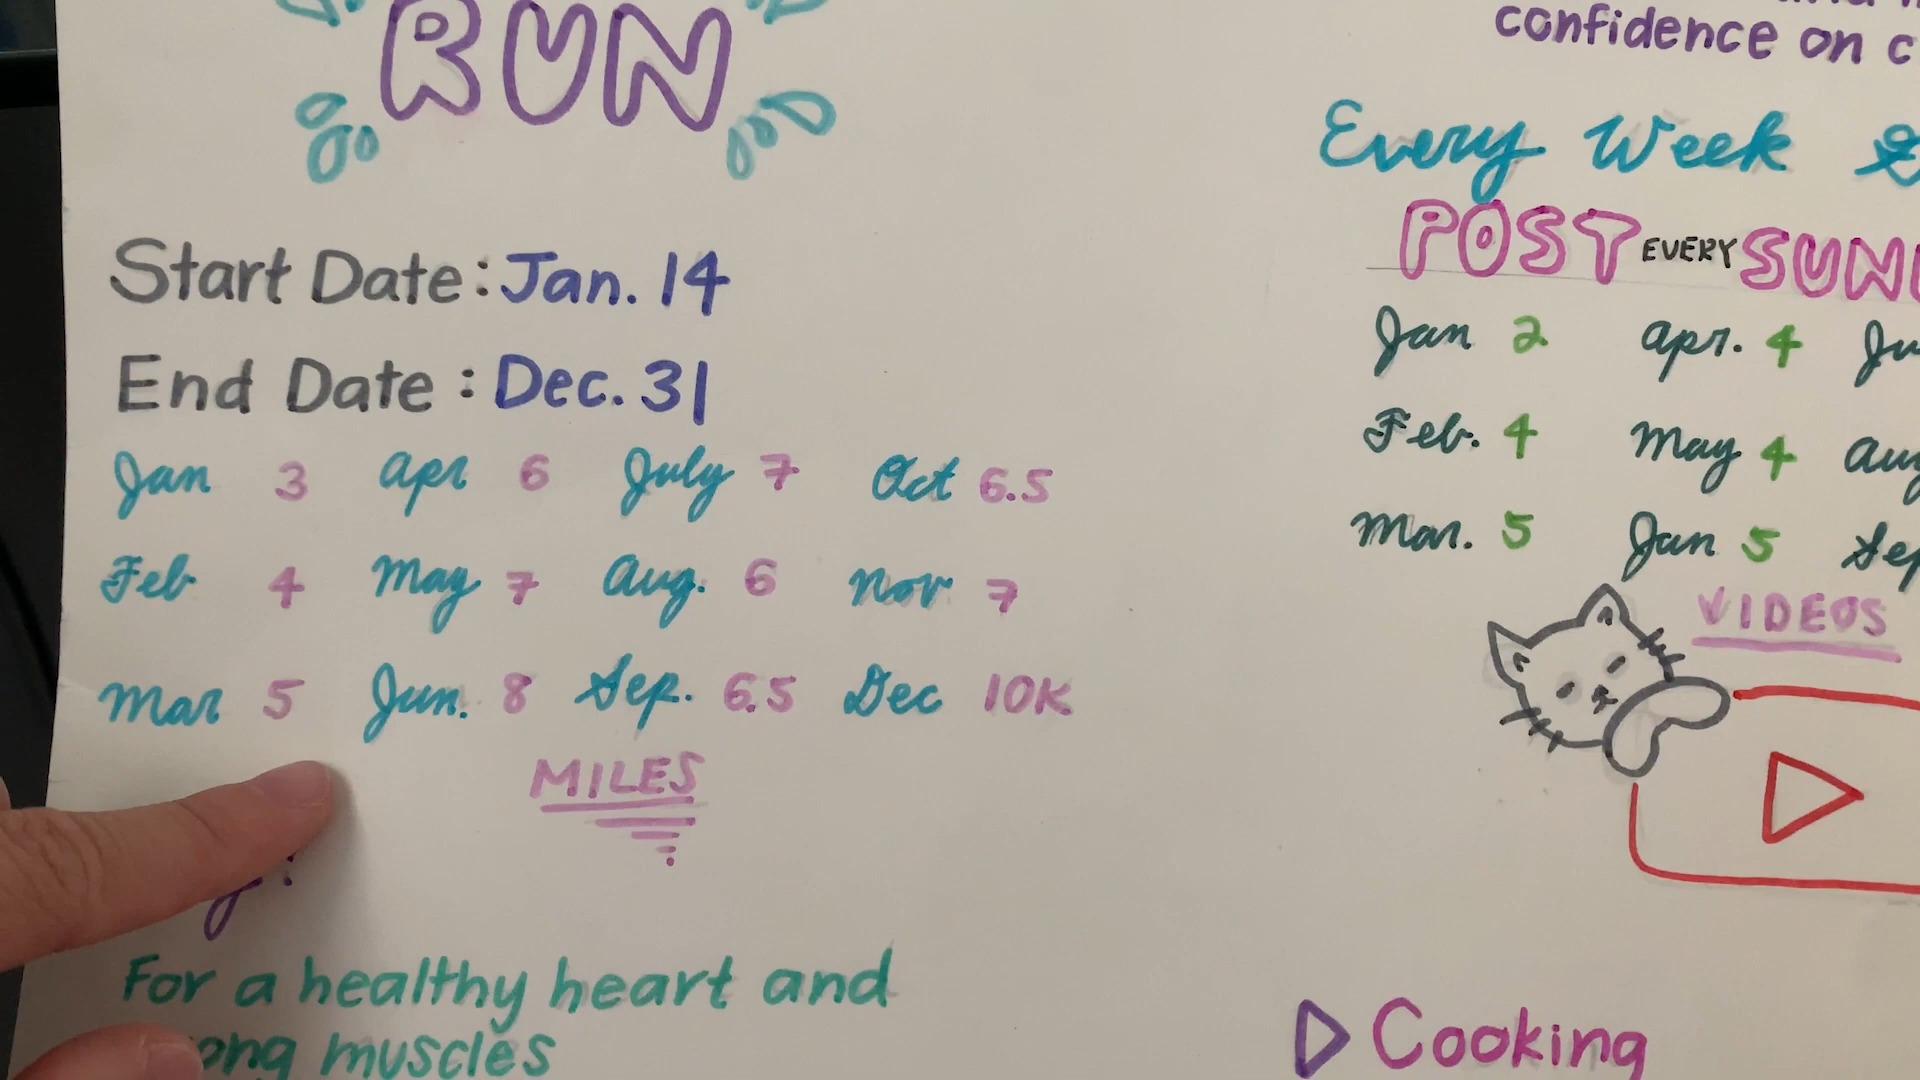 RUN
Start Date: Jan. 14
End Date: Dec. 31
Jan 3 Apr 6 July 7 Oct 6.5
Feb 4 May 7 Aug. 6 Nov 7
Mar 5 Jun. 8 Sep. 6.5 Dec 10K
MILES
For a healthy heart and
muscles
confidence on
Every Week
POST EVERY
Jan 2 Apr. 4
Feb. 4 May 4
Mar. 5 Jan 5
VIDEOS
Cooking